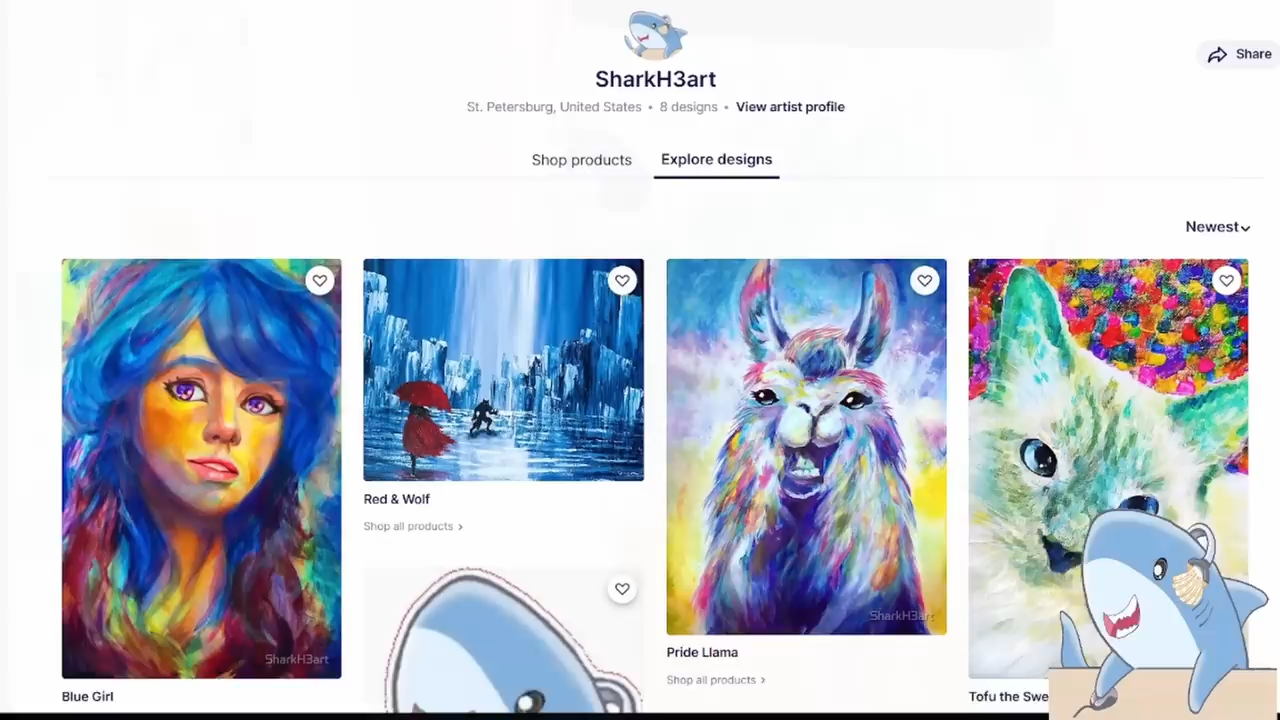 Share
SharkH3art
St. Petersburg, United States • 8 designs • View artist profile
Shop products
Explore designs
Newest
SharkH3art
Blue Girl
Red & Wolf
Shop all products
SharkH3art
Pride Llama
Shop all products
Tofu the Swe